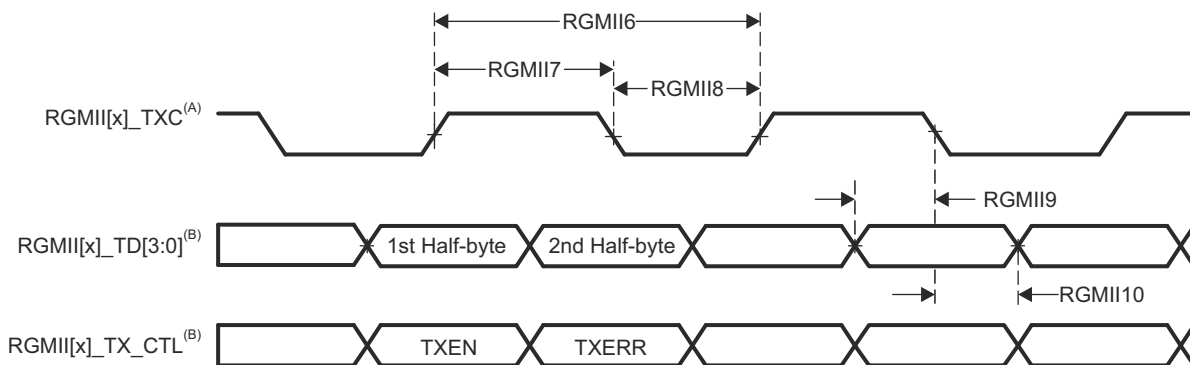 RGMII6
RGMII7
RGMII8
RGMII[x]_TXC(A)
RGMII9
RGMII[x]_TD[3:0](B)
1st Half-byte
2nd Half-byte
RGMII10
RGMII[x]_TX_CTL(B)
TXEN
TXERR